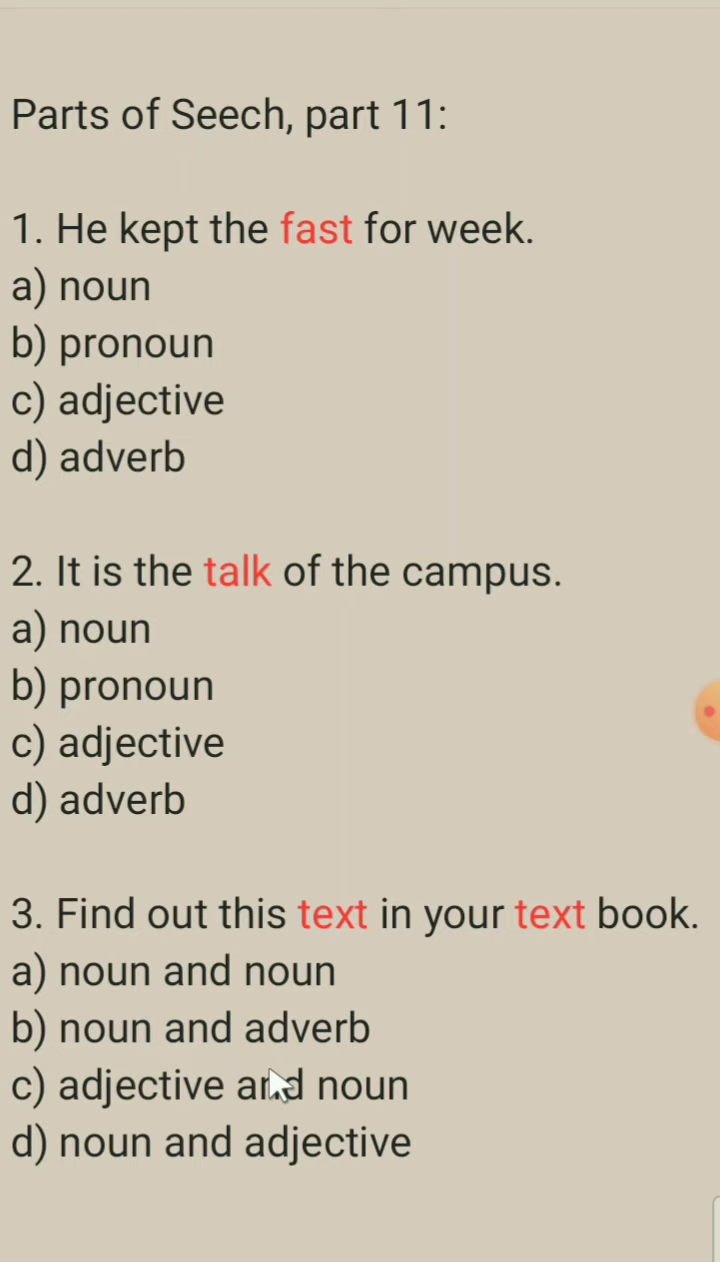 Parts of Seech, part 11:
1. He kept the fast for week.
a) noun
b) pronoun
c) adjective
d) adverb
2. It is the talk of the campus.
a) noun
b) pronoun
c) adjective
d) adverb
3. Find out this text in your text book.
a) noun and noun
b) noun and adverb
c) adjective and noun
d) noun and adjective